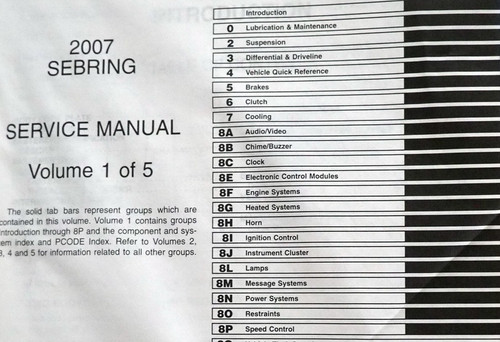 2007
SEBRING
SERVICE MANUAL
Volume 1 of 5
The solid tab bars represent groups which are
contained in this volume. Volume 1 contains groups
Introduction through 8P and the component and sys-
em index and PCODE Index. Refer to Volumes 2,
3, 4 and 5 for information related to all other groups.
Introduction
0 Lubrication & Maintenance
2 Suspension
3 Differential & Driveline
4 Vehicle Quick Reference
5 Brakes
6 Clutch
7 Cooling
8A Audio/Video
8B Chime/Buzzer
8C Clock
8E Electronic Control Modules
8F Engine Systems
8G Heated Systems
8H Horn
8I Ignition Control
8J Instrument Cluster
8L Lamps
8M Message Systems
8N Power Systems
8O Restraints
8P Speed Control